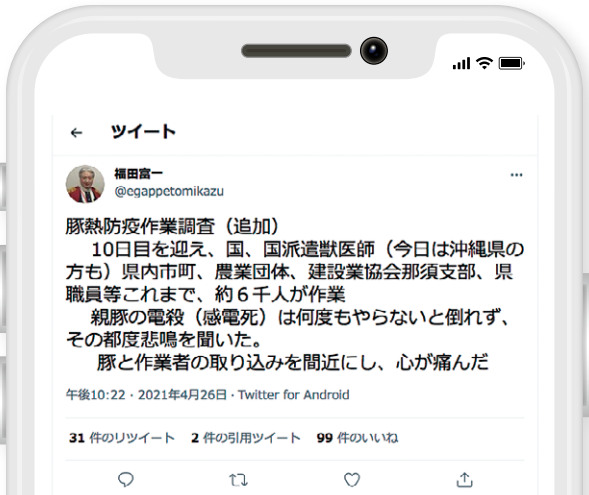 ← ツイート
福田富一
@egappetomikazu
豚熱防疫作業調査（追加）
10日目を迎え、国、国派遣獣医師（今日は沖縄県の
方も）県内市町、農業団体、建設業協会那須支部、県
職員等これまで、約６千人が作業
親豚の電殺（感電死）は何度もやらないと倒れず、
その都度悲鳴を聞いた。
豚と作業者の取り込みを間近にし、心が痛んだ
午後10:22 · 2021年4月26日 · Twitter for Android
31 件のリツイート 2 件の引用ツイート 99 件のいいね